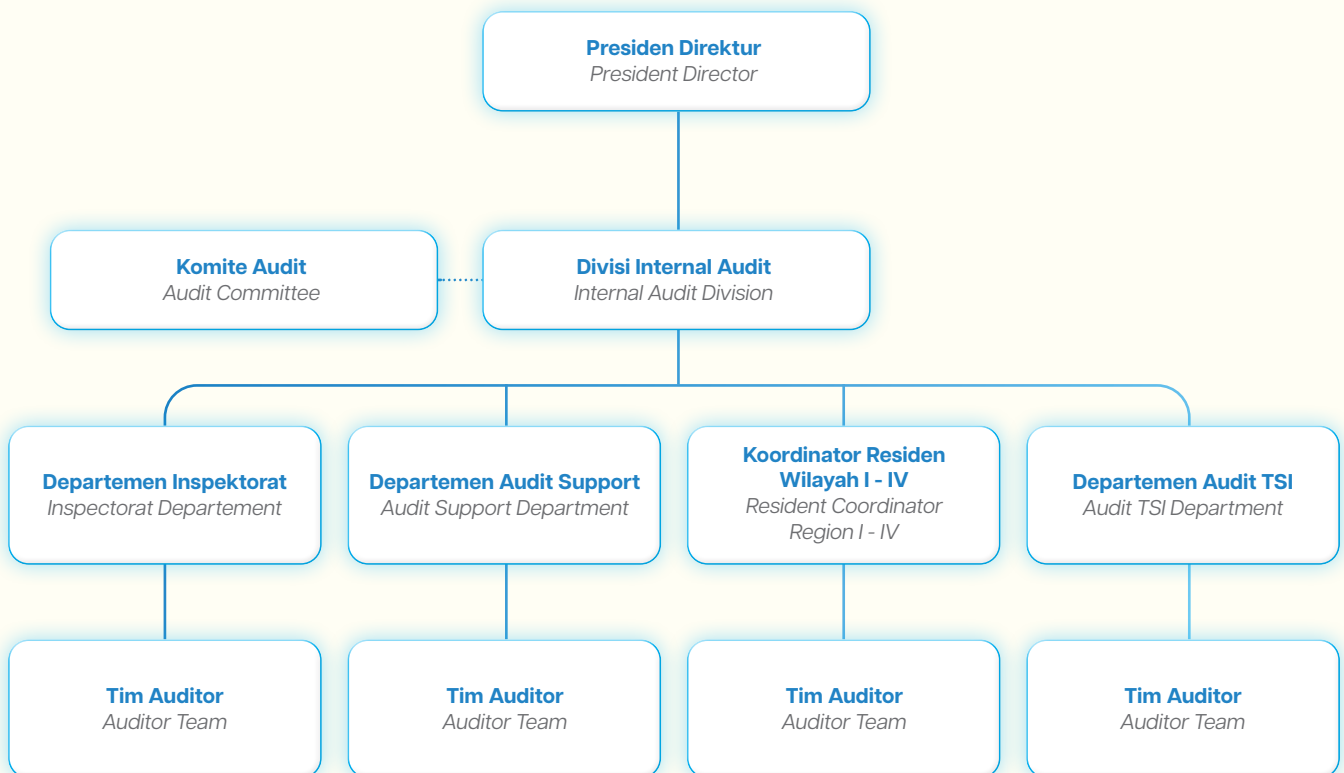 Presiden Direktur
President Director
Komite Audit
Audit Committee
Divisi Internal Audit
Internal Audit Division
Departemen Inspektorat
Inspectorat Departement
Departemen Audit Support
Audit Support Department
Koordinator Residen
Wilayah I - IV
Resident Coordinator
Region I - IV
Departemen Audit TSI
Audit TSI Department
Tim Auditor
Auditor Team
Tim Auditor
Auditor Team
Tim Auditor
Auditor Team
Tim Auditor
Auditor Team